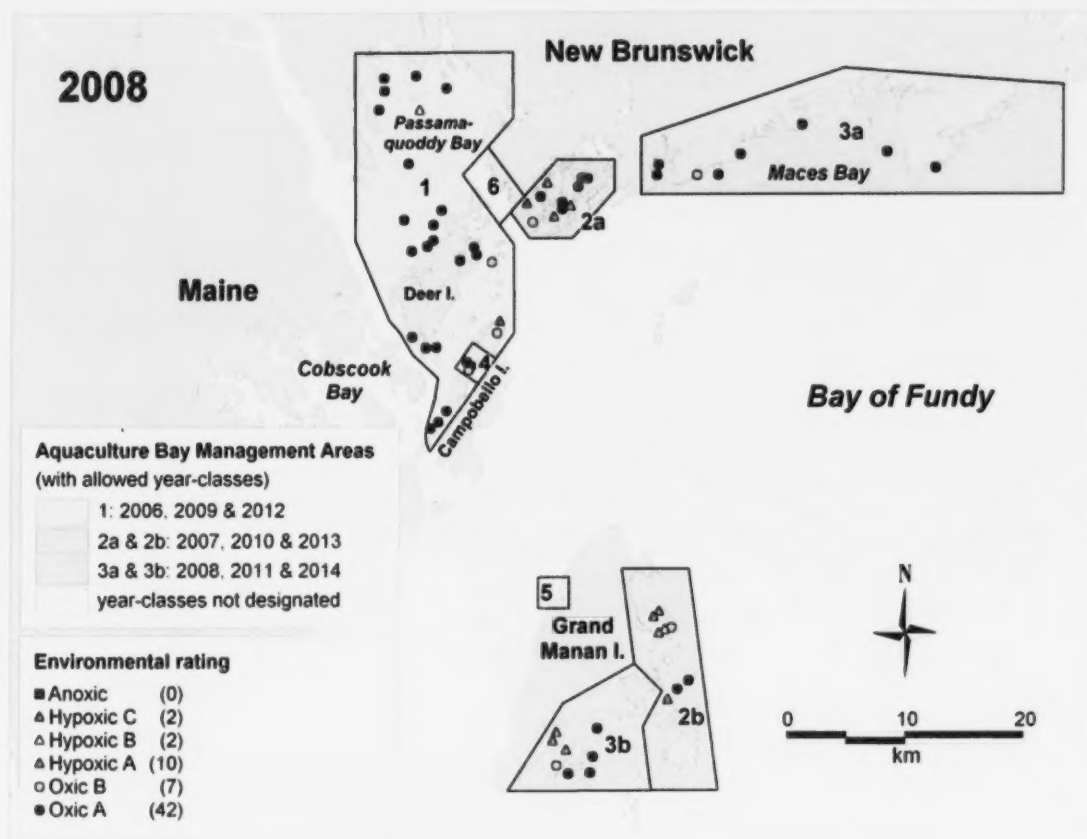 2008
New Brunswick
Passama-
quoddy Bay
1
6
2a
3a
Maces Bay
Maine
Deer I.
Cobscook
Bay
4
Campobello I.
Bay of Fundy
Aquaculture Bay Management Areas
(with allowed year-classes)
1: 2006, 2009 & 2012
2a & 2b: 2007, 2010 & 2013
3a & 3b: 2008, 2011 & 2014
year-classes not designated
5
Grand
Manan I.
2b
3b
N
0 10 20
km
Environmental rating
Anoxic (0)
Hypoxic C (2)
Hypoxic B (2)
Hypoxic A (10)
Oxic B (7)
Oxic A (42)